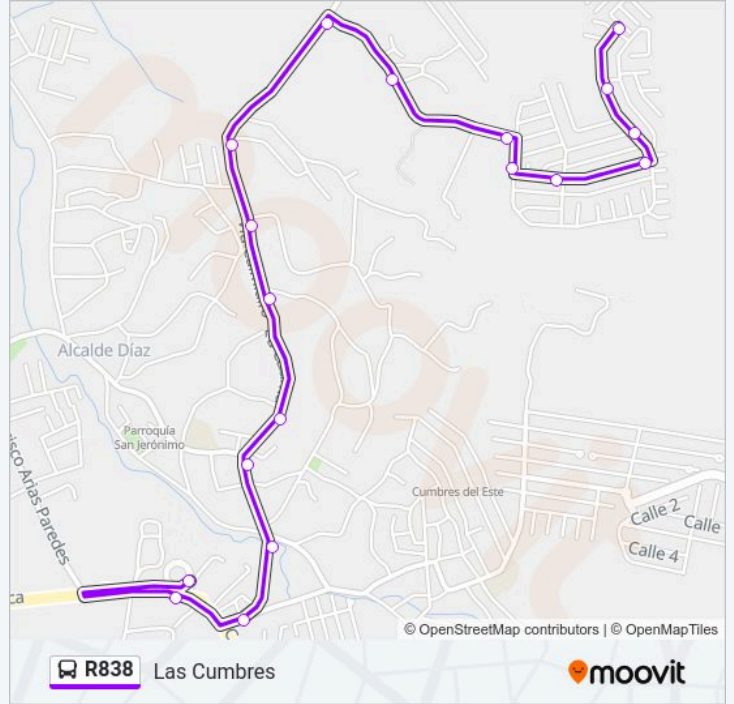 Alcalde Díaz
Parroquia
San Jerónimo
isco Arias Paredes
Cumbres del Este
Calle 2
Calle
Calle 4
ca
C
© OpenStreetMap contributors | © OpenMapTiles
R838 Las Cumbres
moovit